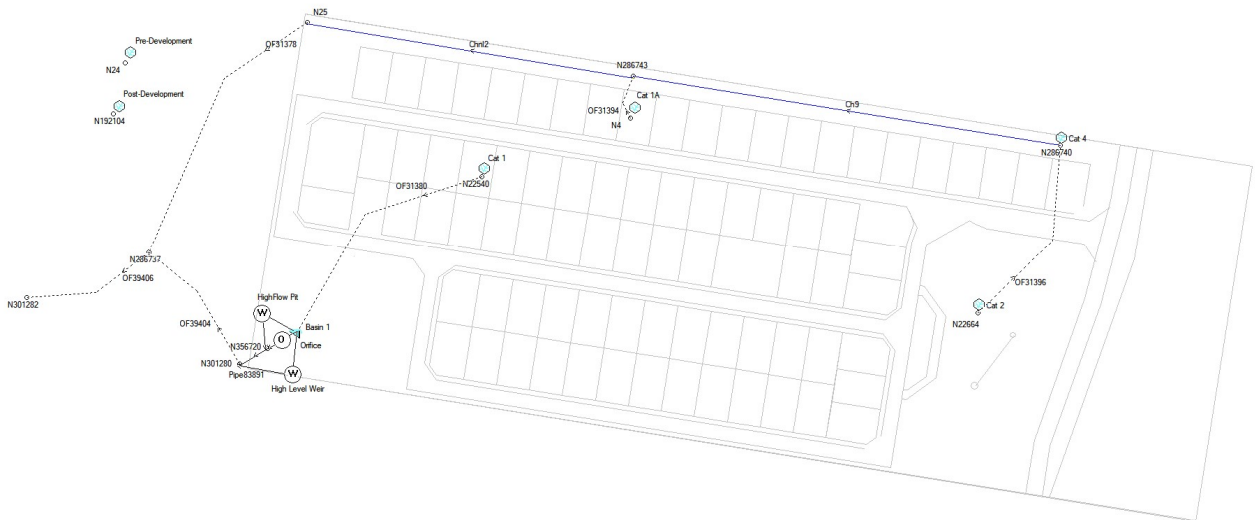 N25
Pre-Development
OF31378
Chnl2
N24
N286743
Post-Development
Cat 1A
Ch9
OF31394
N192104
N4
Cat 4
N286740
Cat 1
N22540
OF31380
N286737
OF39406
OF31396
N301282
HighFlow Pit
Cat 2
N22664
OF39404
Basin 1
W
O
Orifice
N356720
N301280
Pipe83891
W
High Level Weir